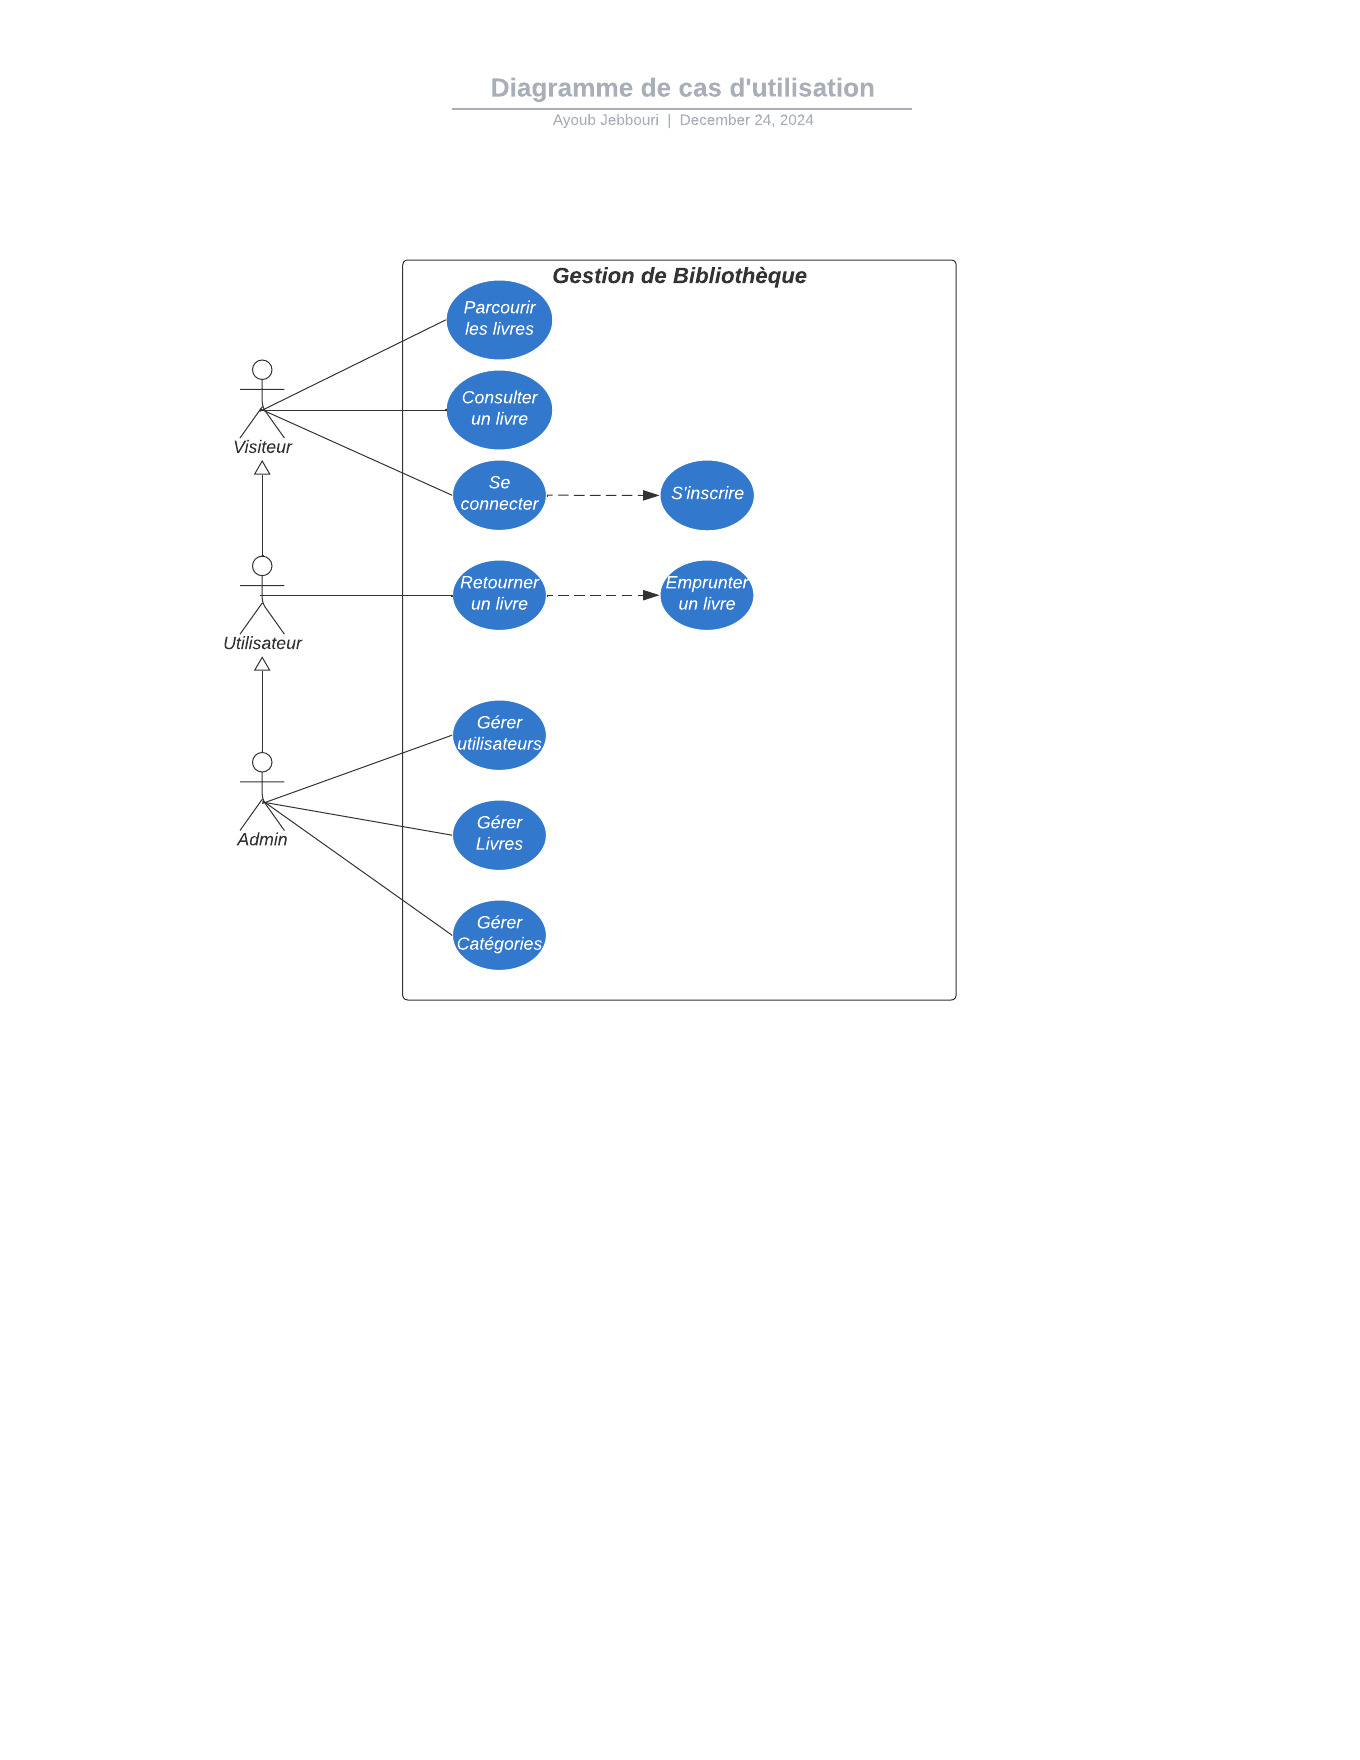 Diagramme de cas d'utilisation
Ayoub Jebbouri | December 24, 2024
Gestion de Bibliothèque
Parcourir
les livres
Consulter
un livre
Visiteur
Se
connecter
S'inscrire
Retourner
un livre
Emprunter
un livre
Utilisateur
Gérer
utilisateurs
Gérer
Livres
Admin
Gérer
Catégories